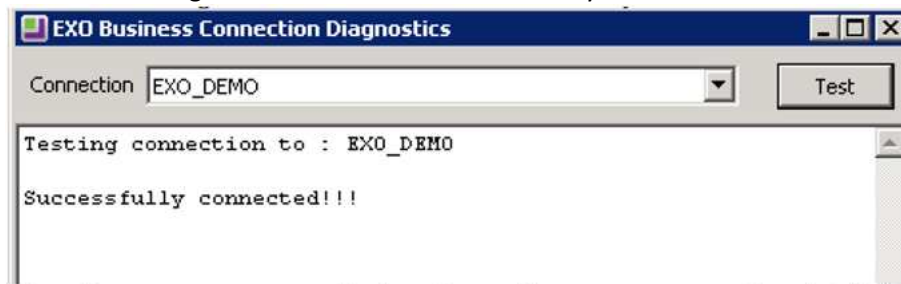 EXO Business Connection Diagnostics
Connection EXO_DEMO Test
Testing connection to : EXO_DEMO
Successfully connected!!!